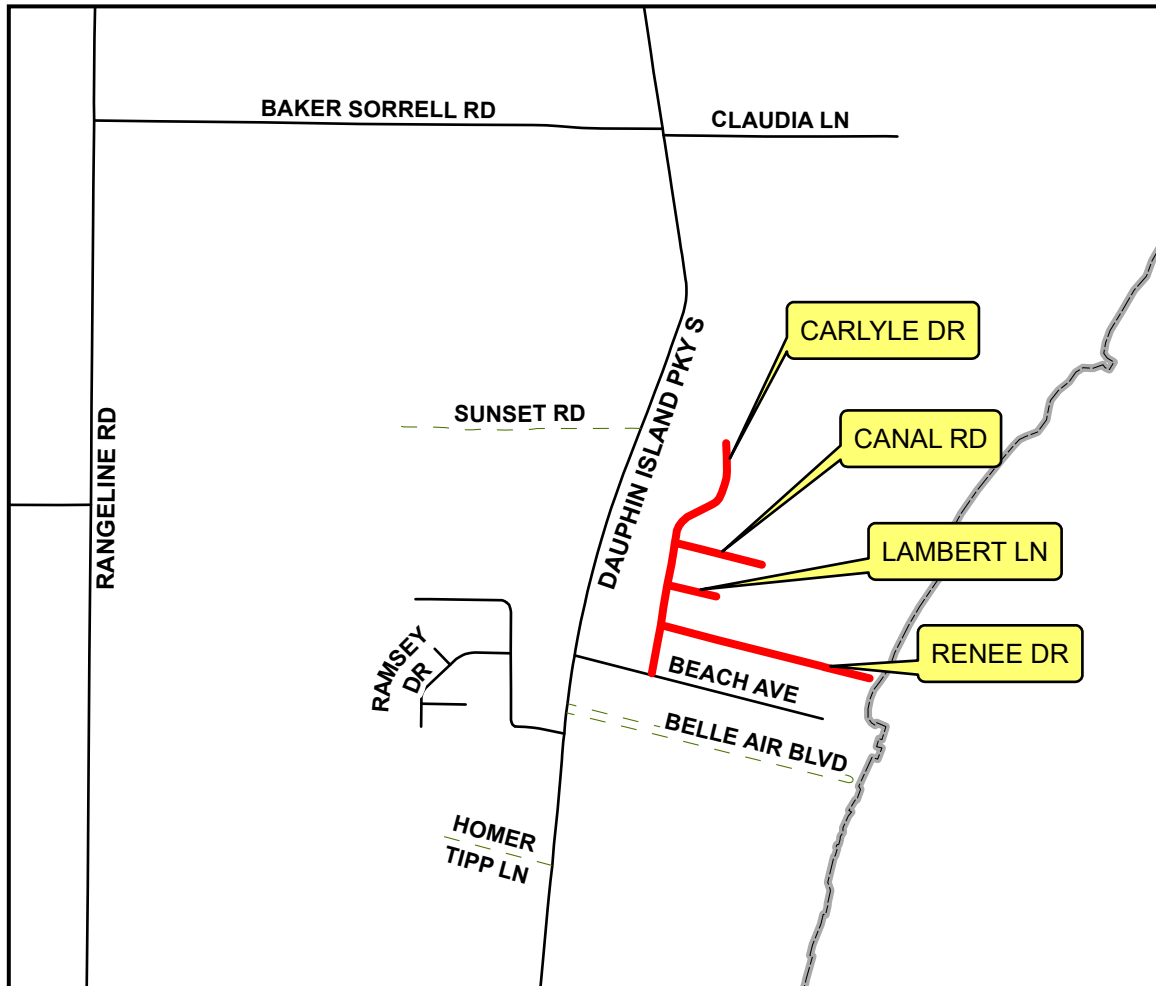 BAKER SORRELL RD
CLAUDIA LN
CARLYLE DR
DAUPHIN ISLAND PKY S
SUNSET RD
CANAL RD
RANGELINE RD
LAMBERT LN
RENEE DR
RAMSEY
DR
BEACH AVE
BELLE AIR BLVD
HOMER
TIPP LN